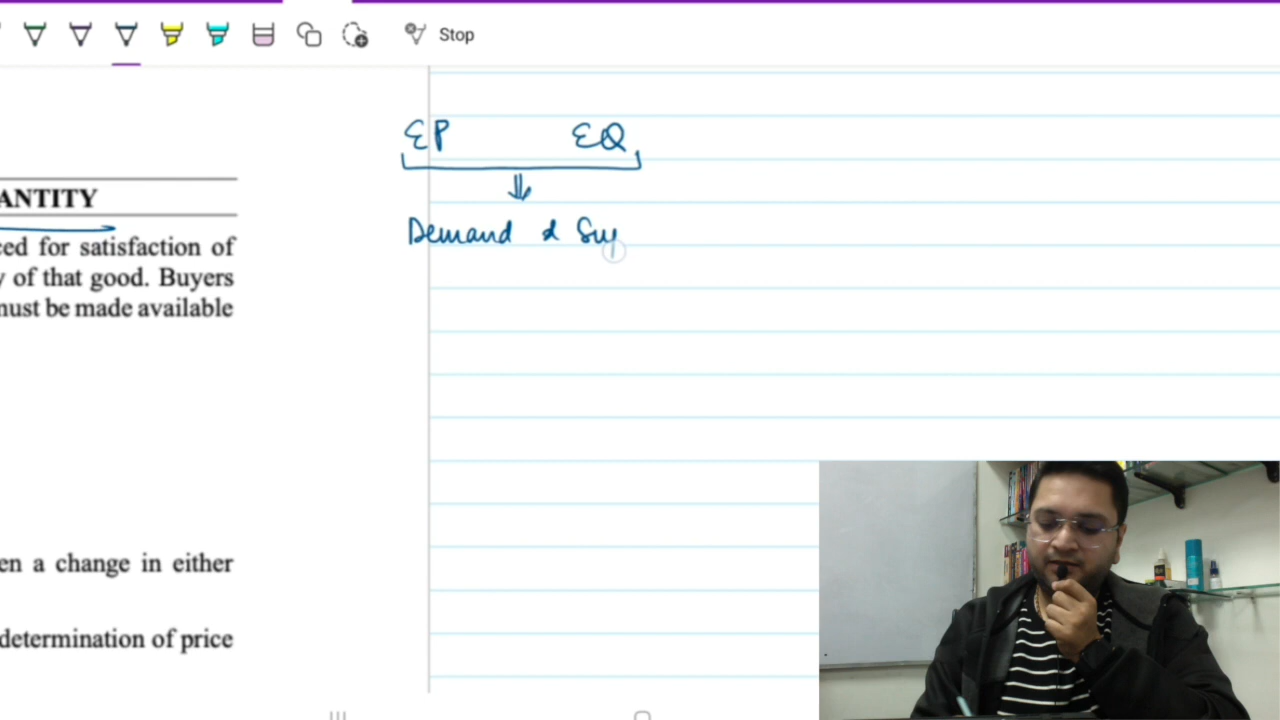 Stop
EP EQ
ANTITY
Demand & Sup
ced for satisfaction of
y of that good. Buyers
must be made available
en a change in either
determination of price